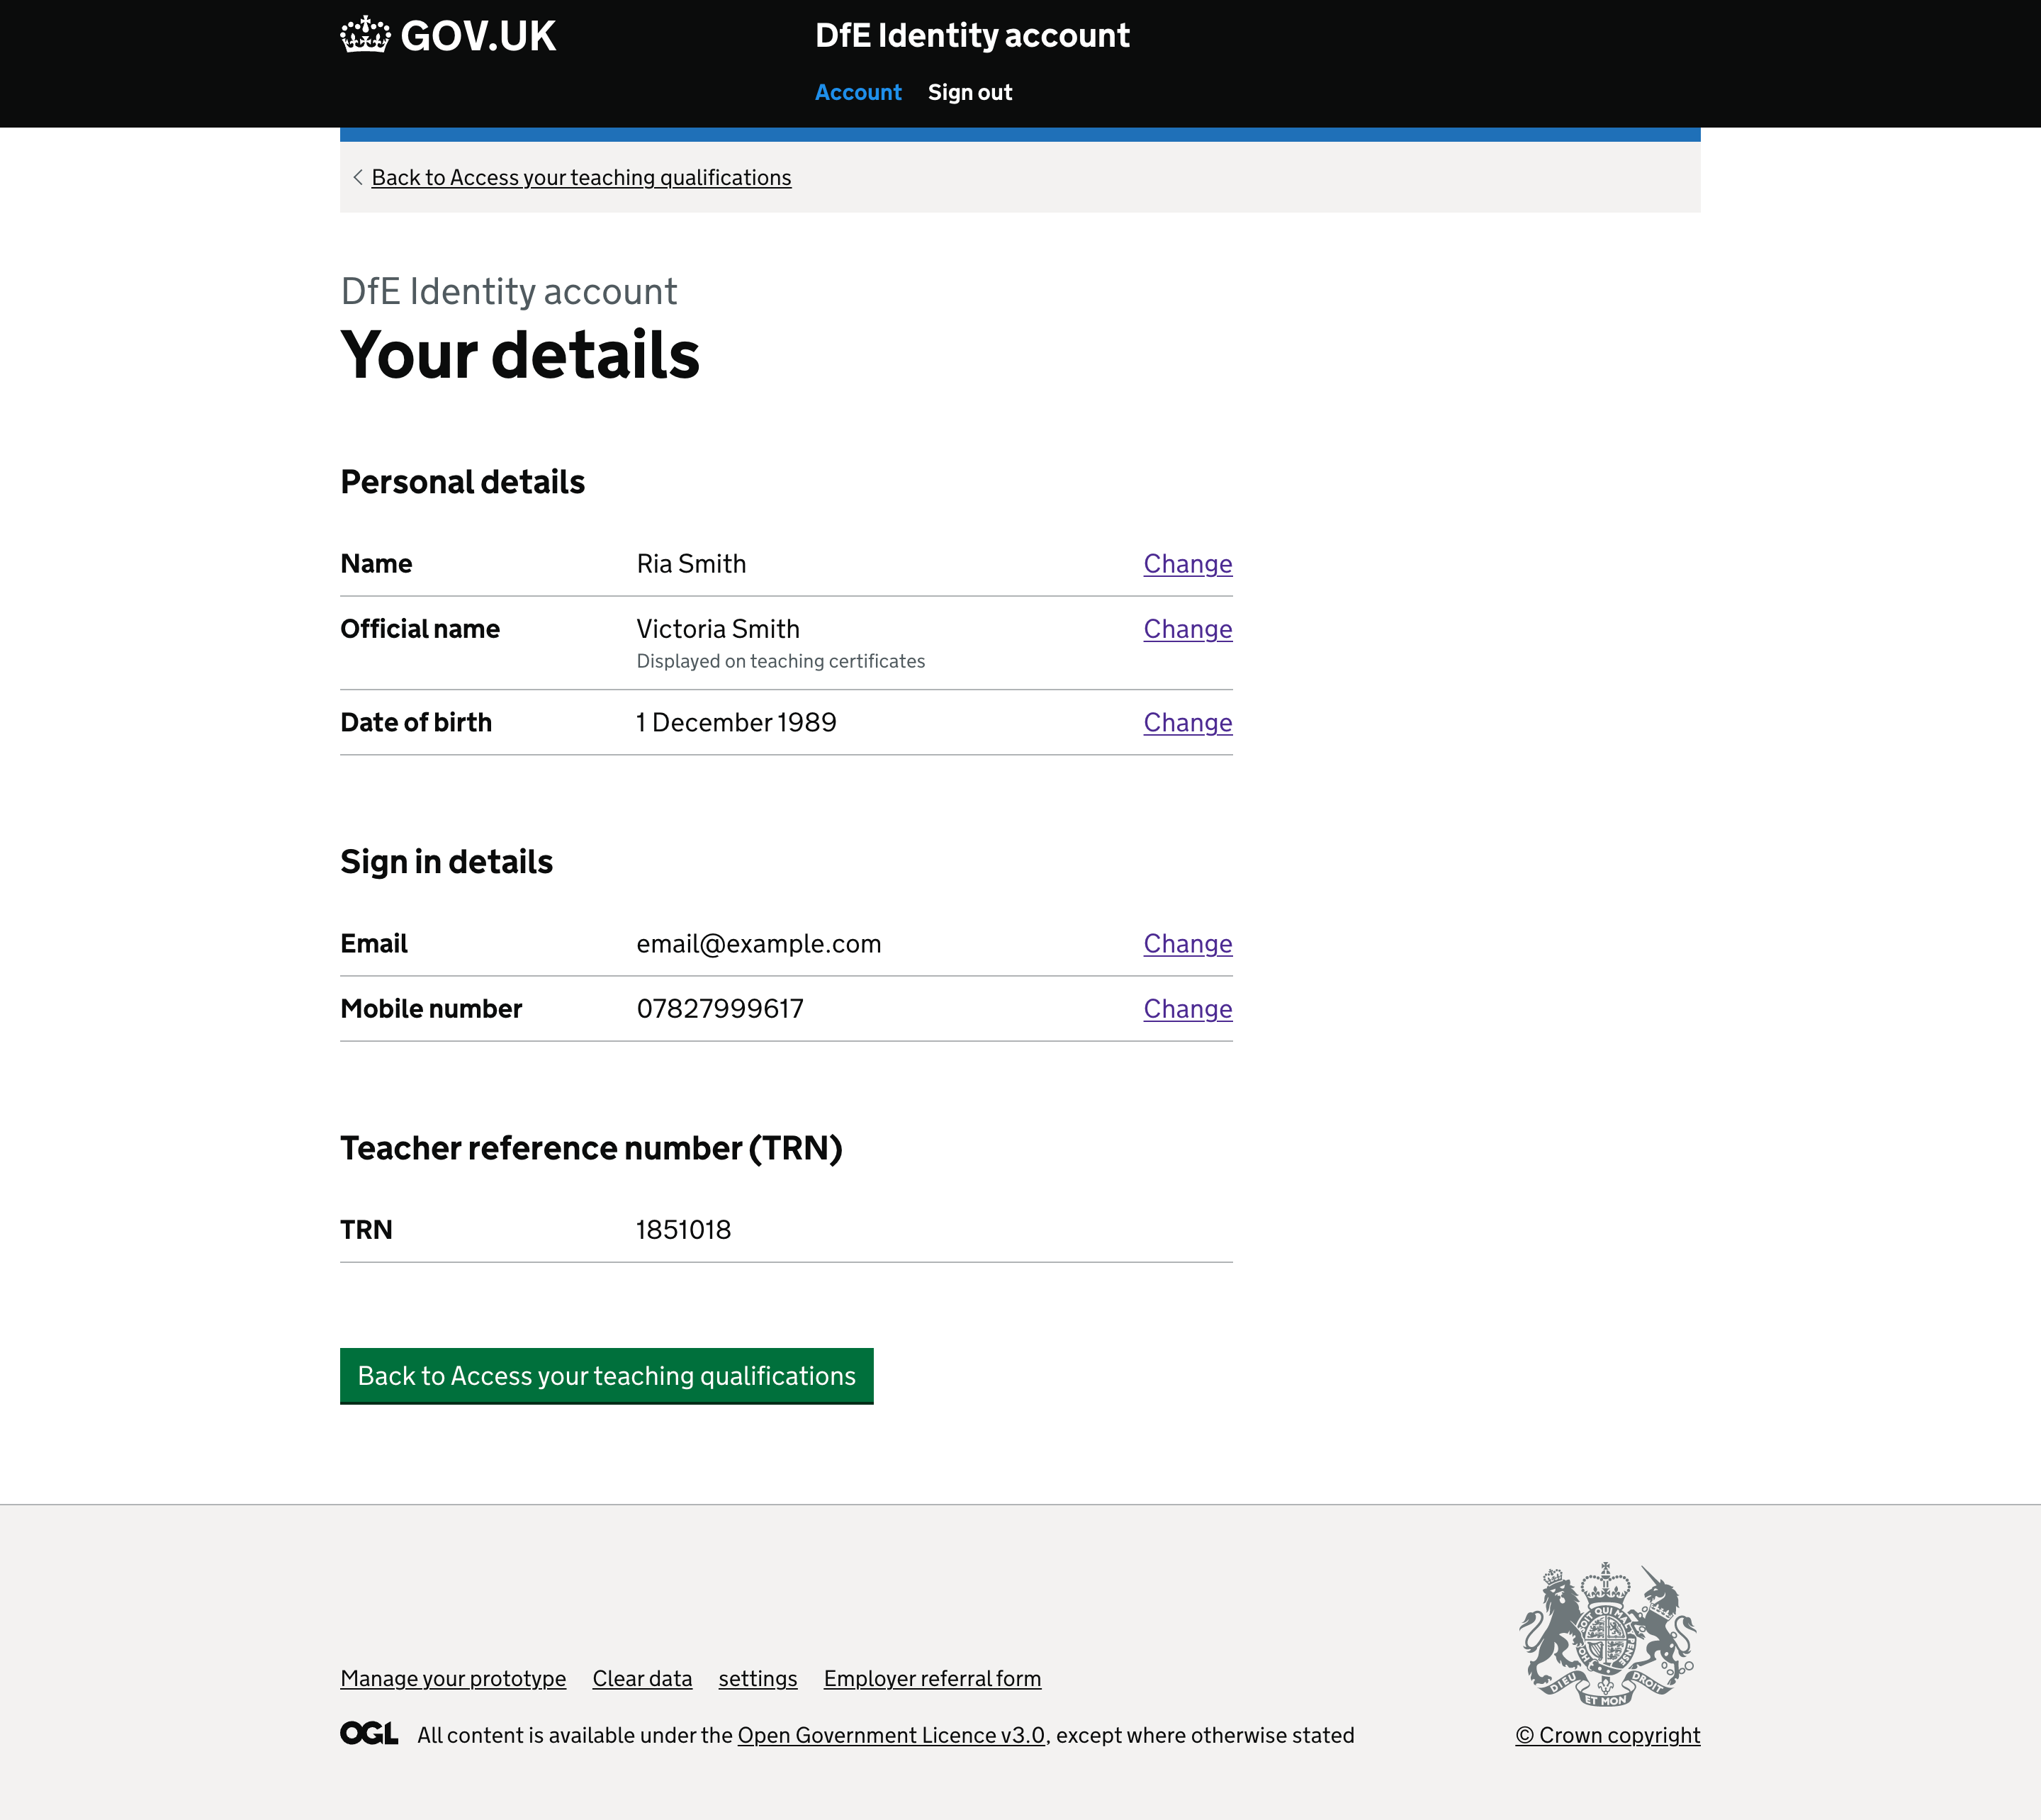 GOV.UK
DfE Identity account
Account Sign out
Back to Access your teaching qualifications
DfE Identity account
Your details
Personal details
Name Ria Smith Change
Official name Victoria Smith Change
Displayed on teaching certificates
Date of birth 1 December 1989 Change
Sign in details
Email email@example.com Change
Mobile number 07827999617 Change
Teacher reference number (TRN)
TRN 1851018
Back to Access your teaching qualifications
Manage your prototype Clear data settings Employer referral form
OGL All content is available under the Open Government Licence v3.0, except where otherwise stated
DIEU ET MON DROIT
© Crown copyright